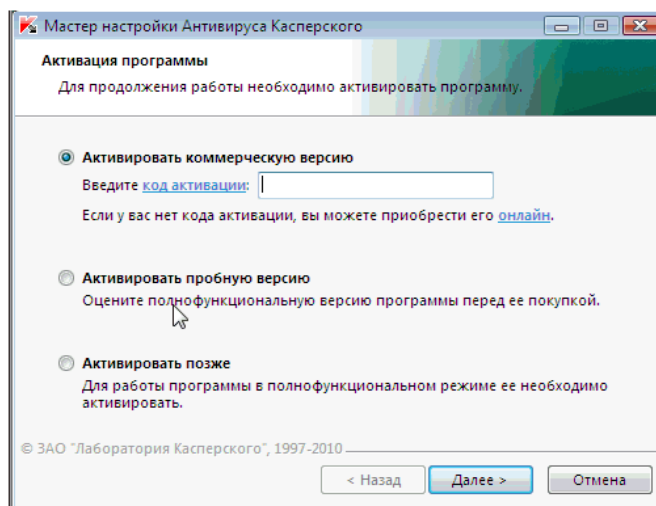 Мастер настройки Антивируса Касперского
Активация программы
Для продолжения работы необходимо активировать программу.
Активировать коммерческую версию
Введите код активации:
Если у вас нет кода активации, вы можете приобрести его онлайн.
Активировать пробную версию
Оцените полнофункциональную версию программы перед ее покупкой.
Активировать позже
Для работы программы в полнофункциональном режиме ее необходимо
активировать.
© ЗАО "Лаборатория Касперского", 1997-2010
< Назад Далее > Отмена